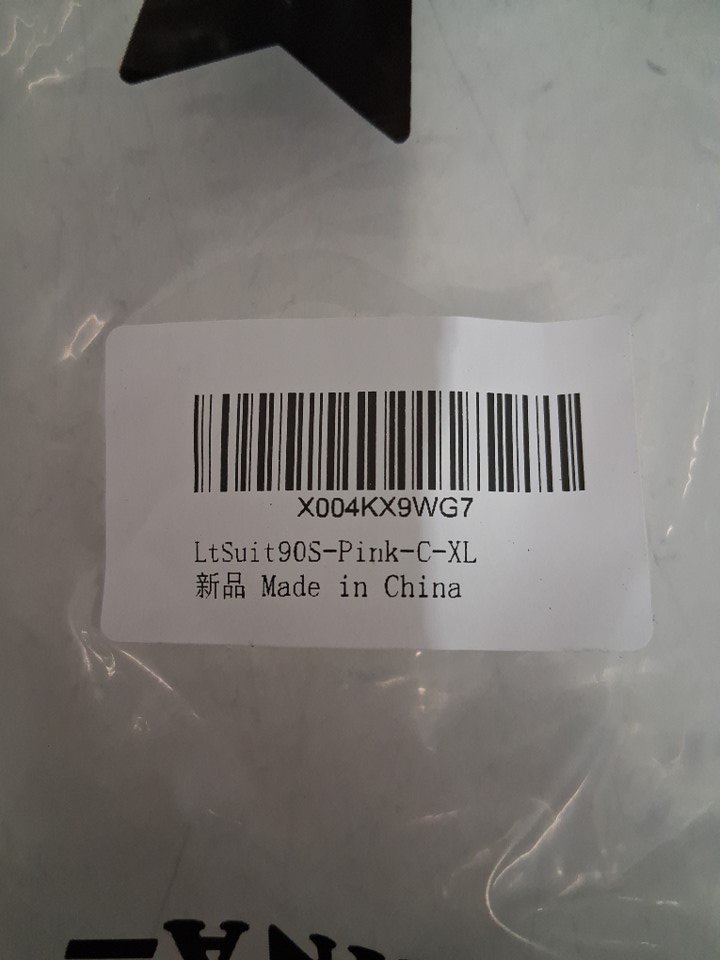 X004KX9WG7
LtSuit90S-Pink-C-XL
新品 Made in China